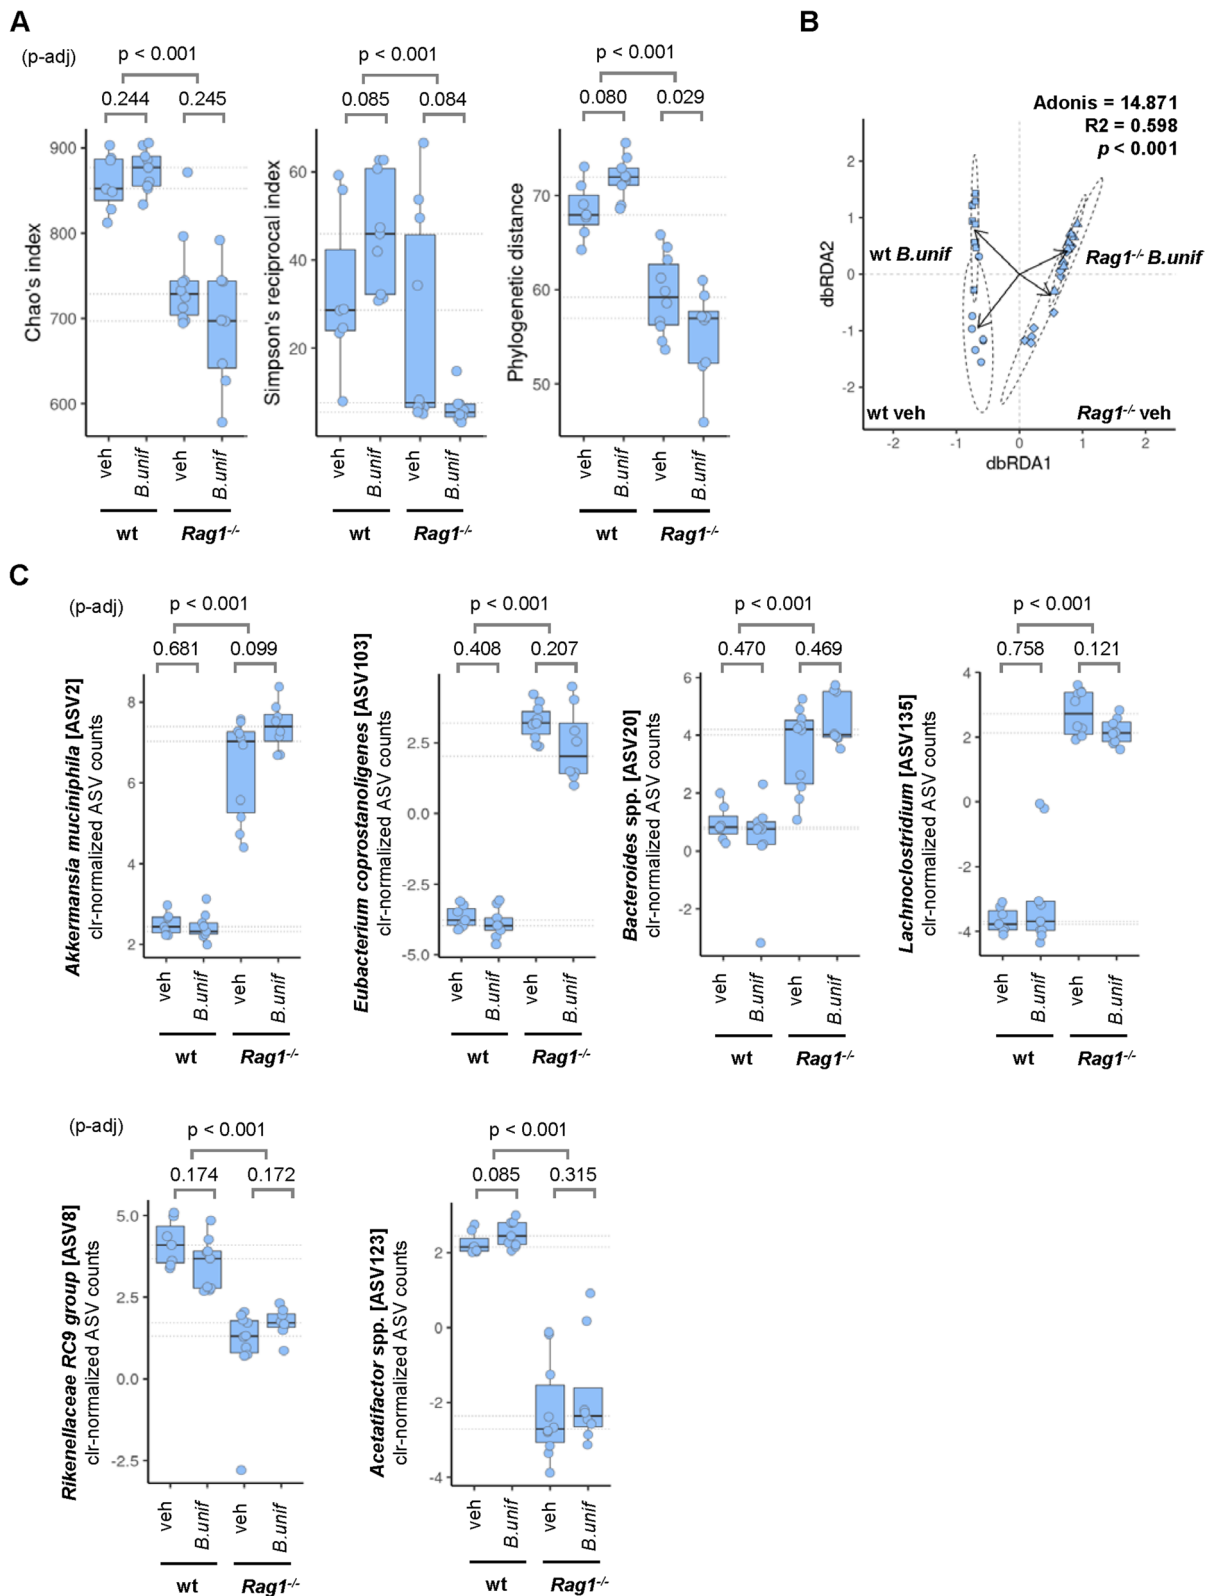 A
(p-adj)
p < 0.001
0.244
0.245
Chao's index
900
800
700
600
veh
B.unif
veh
B.unif
wt
Rag1-/-
p < 0.001
0.085
0.084
Simpson's reciprocal index
60
40
20
veh
B.unif
veh
B.unif
wt
Rag1-/-
p < 0.001
0.080
0.029
Phylogenetic distance
70
60
50
veh
B.unif
veh
B.unif
wt
Rag1-/-
B
Adonis = 14.871
R2 = 0.598
p < 0.001
wt B.unif
Rag1-/- B.unif
wt veh
Rag1-/- veh
dbRDA2
2
1
0
-1
-2
-2
-1
0
1
2
dbRDA1
C
(p-adj)
p < 0.001
0.681
0.099
Akkermansia muciniphila [ASV2]
clr-normalized ASV counts
8
6
4
2
veh
B.unif
veh
B.unif
wt
Rag1-/-
p < 0.001
0.408
0.207
Eubacterium coprostanoligenes [ASV103]
clr-normalized ASV counts
2.5
0.0
-2.5
-5.0
veh
B.unif
veh
B.unif
wt
Rag1-/-
p < 0.001
0.470
0.469
Bacteroides spp. [ASV20]
clr-normalized ASV counts
6
4
2
0
-2
veh
B.unif
veh
B.unif
wt
Rag1-/-
p < 0.001
0.758
0.121
Lachnoclostridium [ASV135]
clr-normalized ASV counts
4
2
0
-2
-4
veh
B.unif
veh
B.unif
wt
Rag1-/-
(p-adj)
p < 0.001
0.174
0.172
Rikenellaceae RC9 group [ASV8]
clr-normalized ASV counts
5.0
2.5
0.0
-2.5
veh
B.unif
veh
B.unif
wt
Rag1-/-
p < 0.001
0.085
0.315
Acetatifactor spp. [ASV123]
clr-normalized ASV counts
2
0
-2
-4
veh
B.unif
veh
B.unif
wt
Rag1-/-